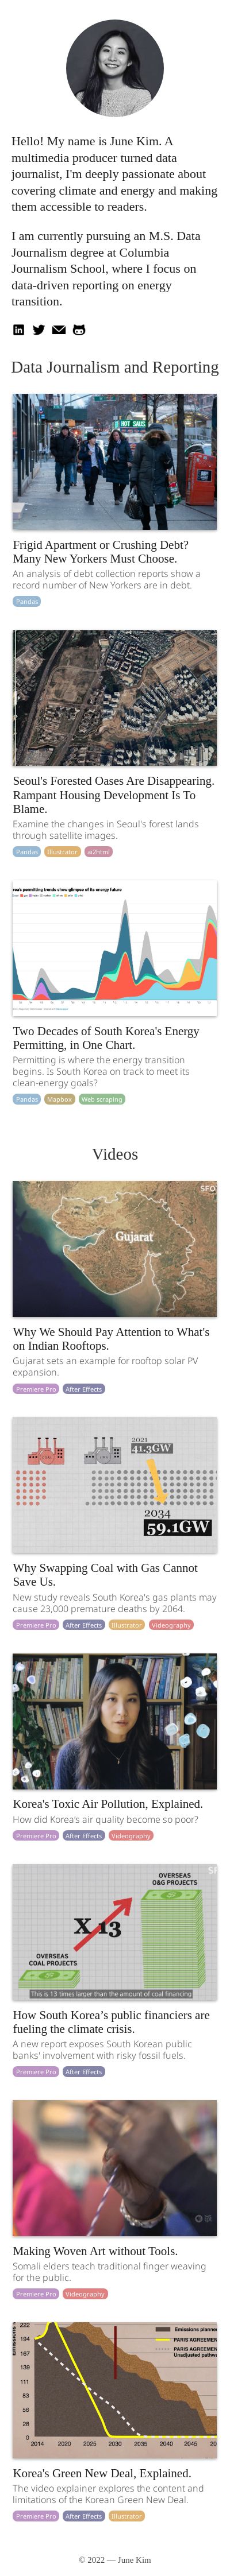 Hello! My name is June Kim. A
multimedia producer turned data
journalist, I'm deeply passionate about
covering climate and energy and making
them accessible to readers.
I am currently pursuing an M.S. Data
Journalism degree at Columbia
Journalism School, where I focus on
data-driven reporting on energy
transition.
Data Journalism and Reporting
HOT SUBS
Frigid Apartment or Crushing Debt?
Many New Yorkers Must Choose.
An analysis of debt collection reports show a
record number of New Yorkers are in debt.
Pandas
Seoul's Forested Oases Are Disappearing.
Rampant Housing Development Is To
Blame.
Examine the changes in Seoul's forest lands
through satellite images.
Pandas Illustrator ai2html
permitting trends show glimpse of its energy future
Two Decades of South Korea's Energy
Permitting, in One Chart.
Permitting is where the energy transition
begins. Is South Korea on track to meets its
clean-energy goals?
Pandas Mapbox Web scraping
Videos
SFO
Gujarat
Why We Should Pay Attention to What's
on Indian Rooftops.
Gujarat sets an example for rooftop solar PV
expansion.
Premiere Pro After Effects
2021
41.3GW
2034
59.1GW
Why Swapping Coal with Gas Cannot
Save Us.
New study reveals South Korea's gas plants may
cause 23,000 premature deaths by 2064.
Premiere Pro After Effects Illustrator Videography
Korea's Toxic Air Pollution, Explained.
How did Korea’s air quality become so poor?
Premiere Pro After Effects Videography
OVERSEAS
O&G PROJECTS
X 13
OVERSEAS
COAL PROJECTS
This is 13 times larger than the amount of coal financing
How South Korea’s public financiers are
fueling the climate crisis.
A new report exposes South Korean public
banks' involvement with risky fossil fuels.
Premiere Pro After Effects
Making Woven Art without Tools.
Somali elders teach traditional finger weaving
for the public.
Premiere Pro Videography
Emissions
222
194
167
139
111
83
56
28
0
2014 2020 2030 2040 2050
Emissions planned
PARIS AGREEMEN
PARIS AGREEMEN
Unadjusted pathwa
Korea's Green New Deal, Explained.
The video explainer explores the content and
limitations of the Korean Green New Deal.
Premiere Pro After Effects Illustrator
© 2022 — June Kim